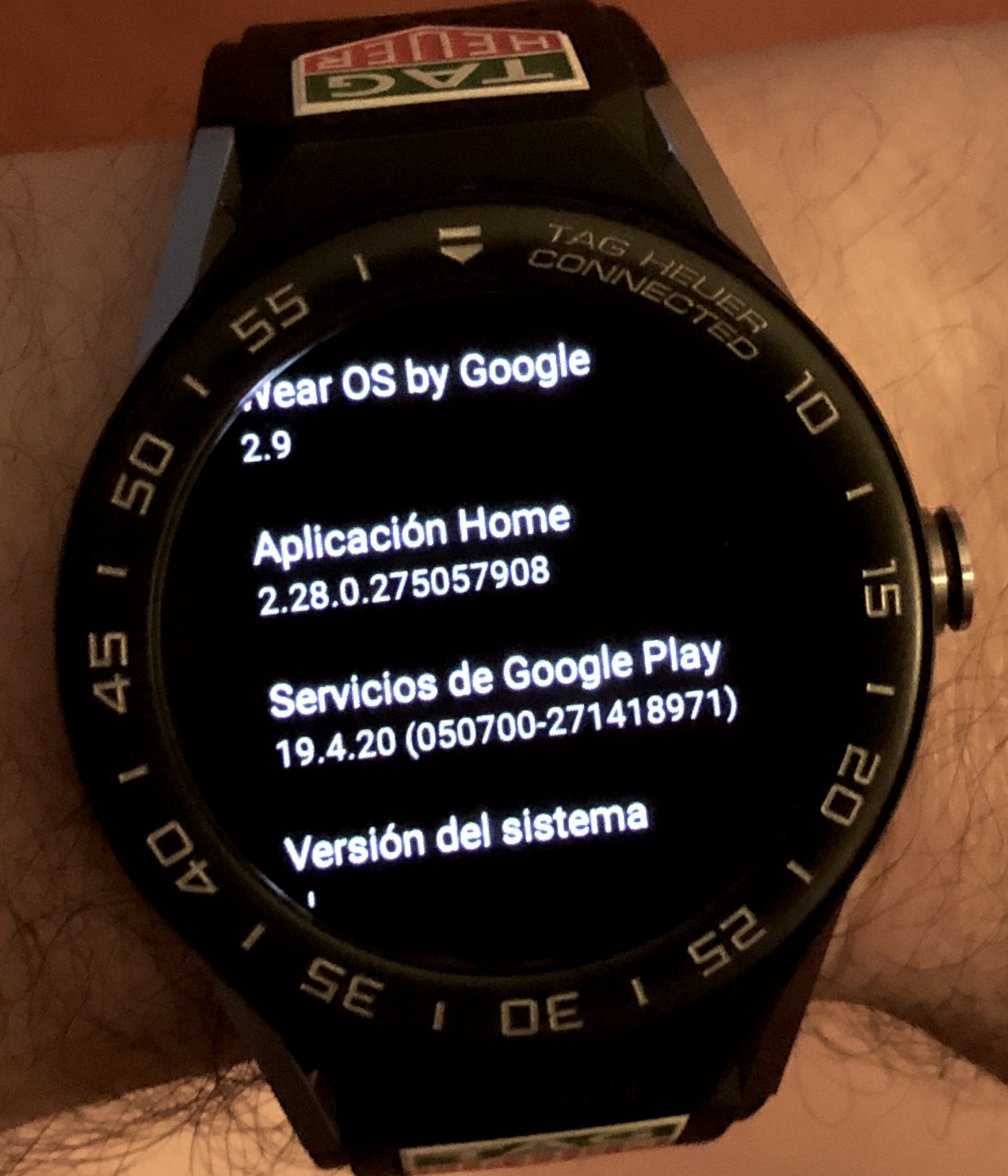 TAG
HEUER
TAG HEUER
CONNECTED
10
15
20
25
30
35
40
45
50
55
Wear OS by Google
2.9
Aplicación Home
2.28.0.275057908
Servicios de Google Play
19.4.20 (050700-271418971)
Versión del sistema